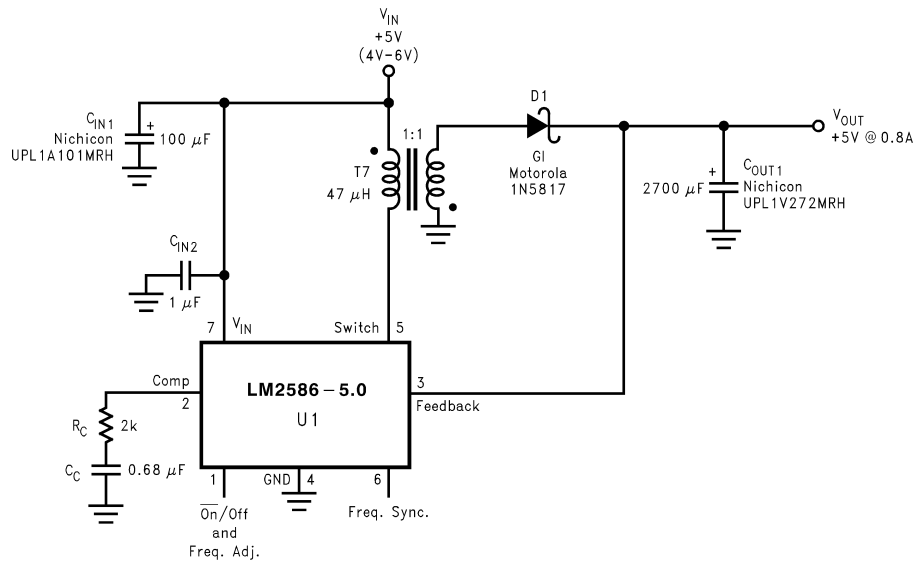 V_IN
+5V
(4V–6V)
C_IN1
Nichicon
UPL1A101MRH
+
100 μF
1:1
T7
47 μH
D1
GI
Motorola
1N5817
V_OUT
+5V @ 0.8A
+
2700 μF
C_OUT1
Nichicon
UPL1V272MRH
C_IN2
1 μF
7 V_IN
Switch 5
Comp
2
LM2586–5.0
U1
3
Feedback
R_C 2k
C_C 0.68 μF
1
GND 4
6
O̅n̅/Off
and
Freq. Adj.
Freq. Sync.